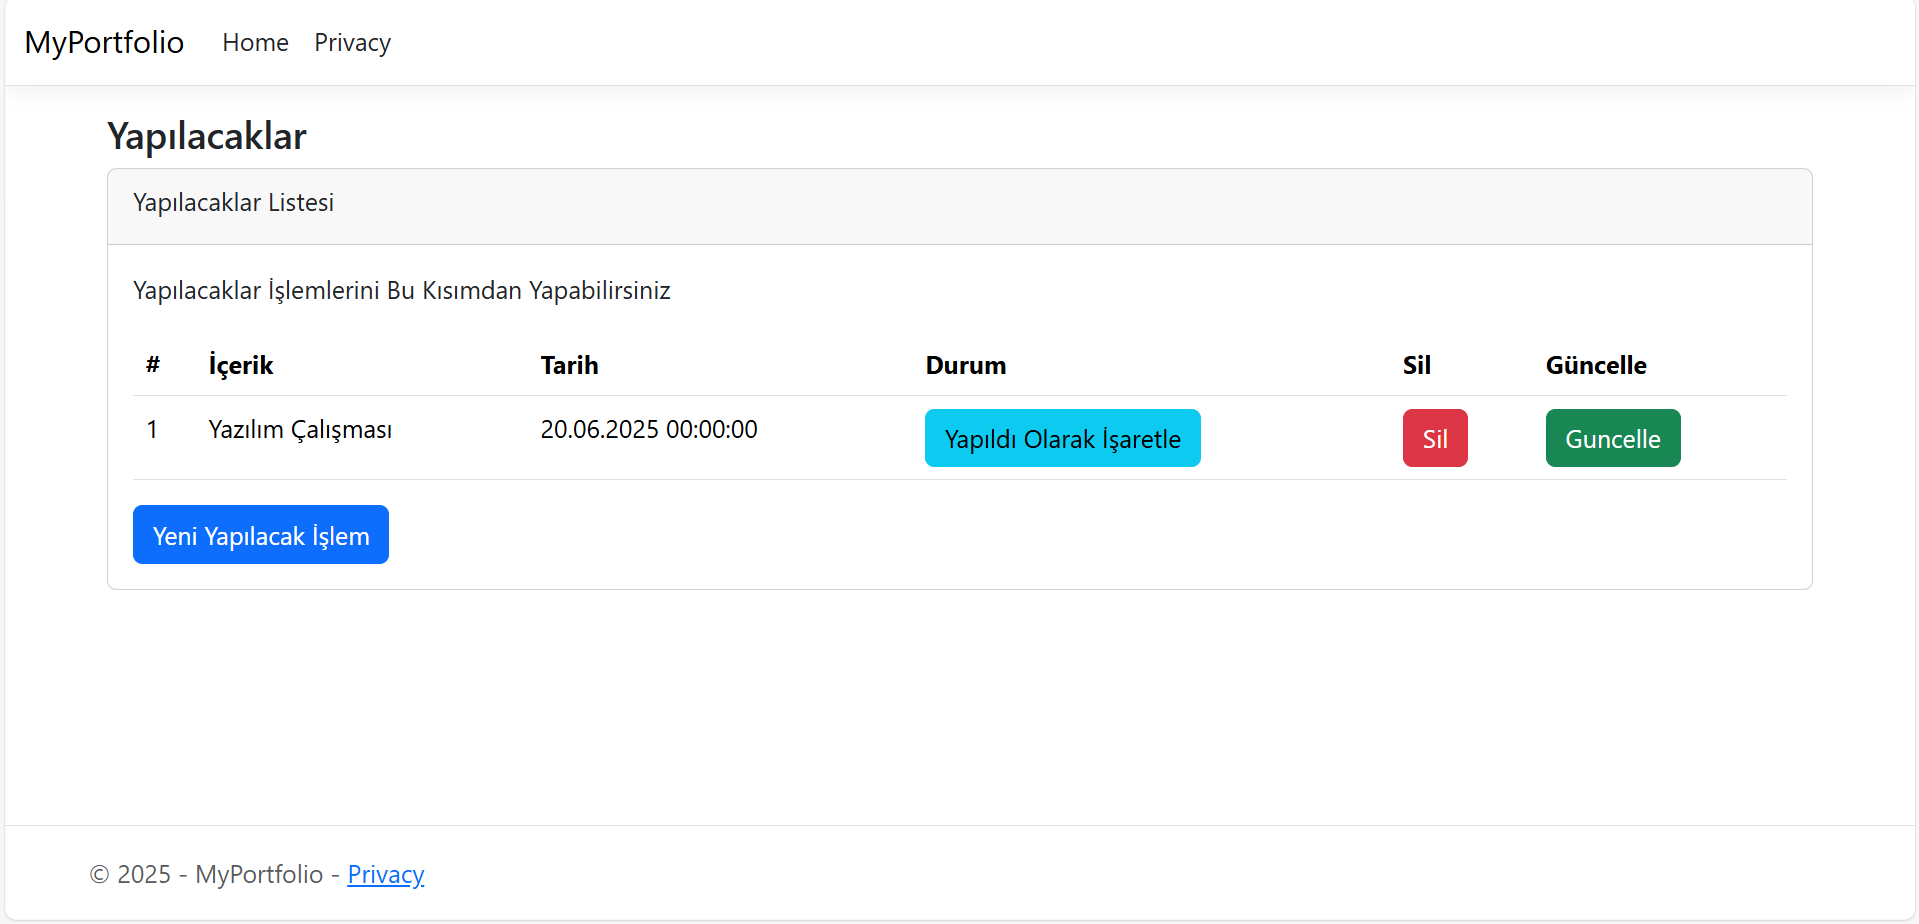 MyPortfolio Home Privacy
Yapılacaklar
Yapılacaklar Listesi
Yapılacaklar İşlemlerini Bu Kısımdan Yapabilirsiniz
# İçerik Tarih Durum Sil Güncelle
1 Yazılım Çalışması 20.06.2025 00:00:00 Yapıldı Olarak İşaretle Sil Guncelle
Yeni Yapılacak İşlem
© 2025 - MyPortfolio - Privacy